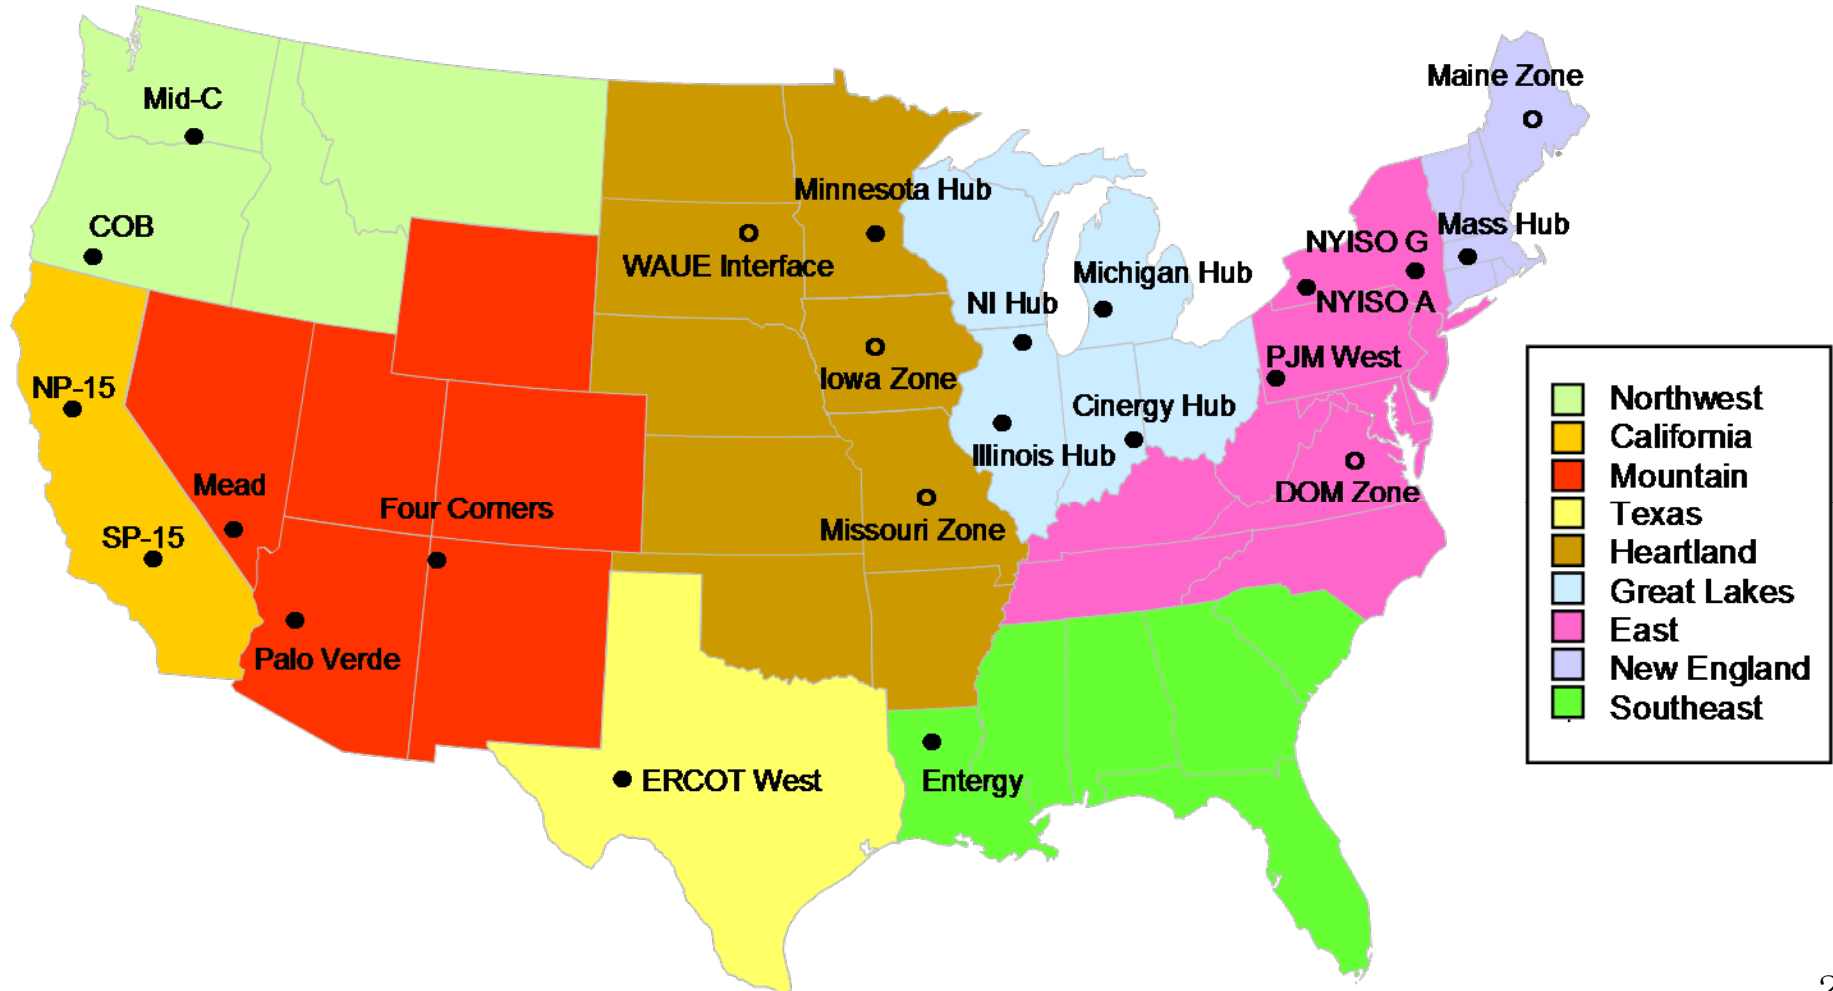 Maine Zone
Mid-C
Minnesota Hub
COB
Mass Hub
NYISO G
WAUE Interface
Michigan Hub
NI Hub
NYISO A
PJM West
Iowa Zone
NP-15
Cinergy Hub
Illinois Hub
Mead
DOM Zone
Four Corners
Missouri Zone
SP-15
Palo Verde
ERCOT West
Entergy
Northwest
California
Mountain
Texas
Heartland
Great Lakes
East
New England
Southeast